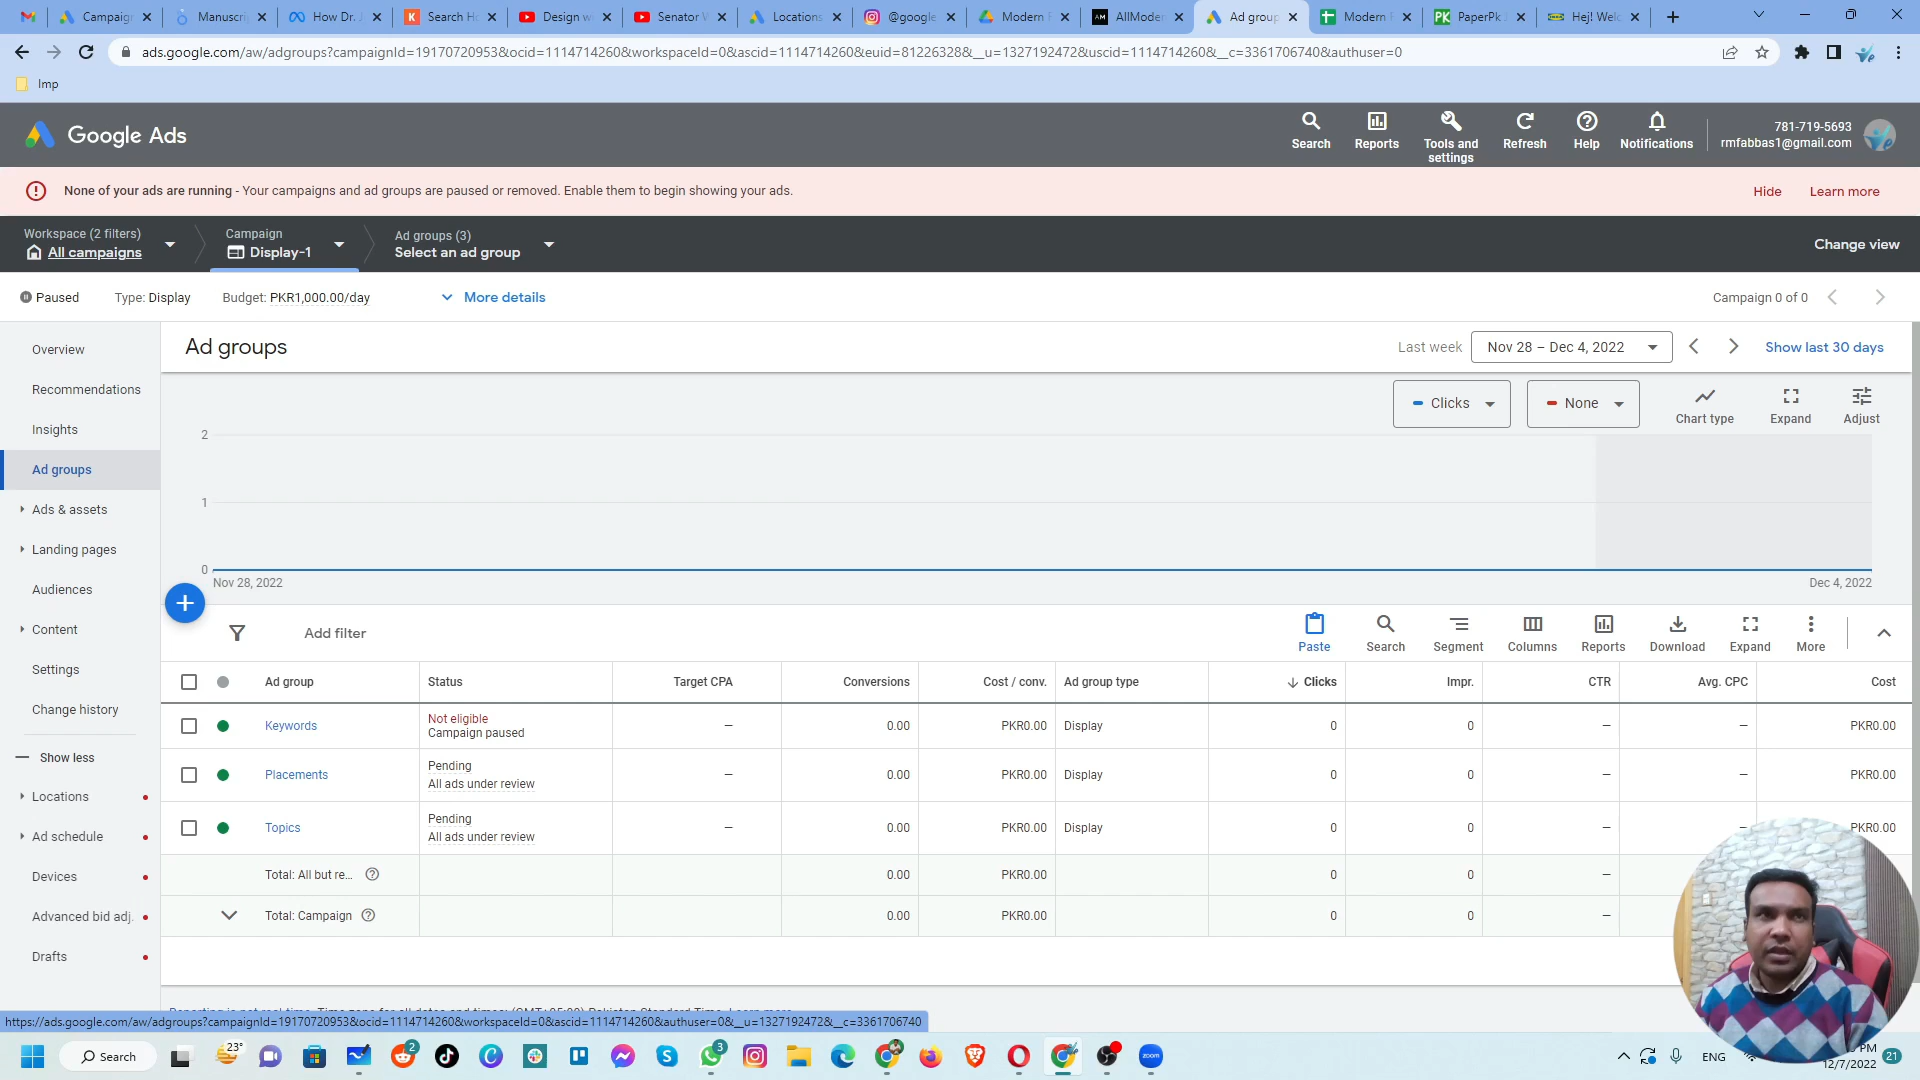 Campaign
Manuscri
How Dr. J
Search H
Design w
Senator W
Locations
@google
Modern F
AllModer
Ad group
Modern F
PaperPk J
Hej! Welc
ads.google.com/aw/adgroups?campaignId=19170720953&ocid=1114714260&workspaceId=0&ascid=1114714260&euid=81226328&__u=1327192472&uscid=1114714260&__c=3361706740&authuser=0
Imp
Google Ads
Search
Reports
Tools and settings
Refresh
Help
Notifications
781-719-5693
rmfabbas1@gmail.com
None of your ads are running - Your campaigns and ad groups are paused or removed. Enable them to begin showing your ads.
Hide
Learn more
Workspace (2 filters)
All campaigns
Campaign
Display-1
Ad groups (3)
Select an ad group
Change view
Paused
Type: Display
Budget: PKR1,000.00/day
More details
Campaign 0 of 0
Overview
Recommendations
Insights
Ad groups
Ads & assets
Landing pages
Audiences
Content
Settings
Change history
Show less
Locations
Ad schedule
Devices
Advanced bid adj.
Drafts
Ad groups
Last week
Nov 28 – Dec 4, 2022
Show last 30 days
Clicks
None
Chart type
Expand
Adjust
2
1
0
Nov 28, 2022
Dec 4, 2022
Add filter
Paste
Search
Segment
Columns
Reports
Download
Expand
More
Ad group Status Target CPA Conversions Cost / conv. Ad group type Clicks Impr. CTR Avg. CPC Cost
Keywords Not eligible Campaign paused — 0.00 PKR0.00 Display 0 0 — — PKR0.00
Placements Pending All ads under review — 0.00 PKR0.00 Display 0 0 — — PKR0.00
Topics Pending All ads under review — 0.00 PKR0.00 Display 0 0 — — PKR0.00
Total: All but re... 0.00 PKR0.00 0 0 —
Total: Campaign 0.00 PKR0.00 0 0 —
https://ads.google.com/aw/adgroups?campaignId=19170720953&ocid=1114714260&workspaceId=0&ascid=1114714260&authuser=0&__u=1327192472&__c=3361706740
Search
23°
2
3
zoom
ENG
PM
12/7/2022
21